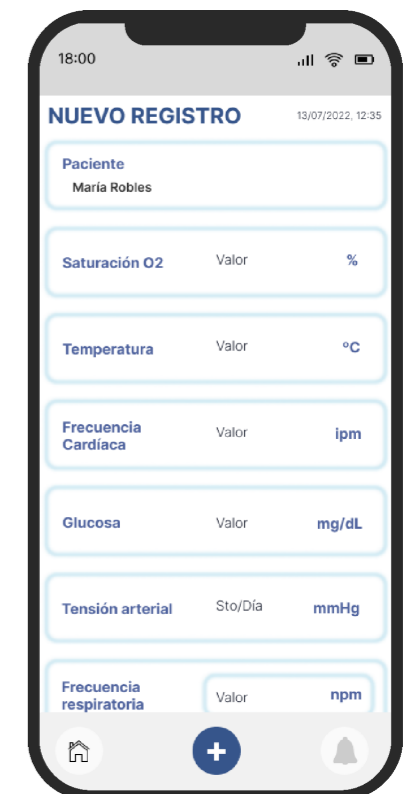 18:00
NUEVO REGISTRO 13/07/2022, 12:35
Paciente
María Robles
Saturación O2 Valor %
Temperatura Valor ºC
Frecuencia
Cardíaca Valor ipm
Glucosa Valor mg/dL
Tensión arterial Sto/Día mmHg
Frecuencia
respiratoria Valor npm